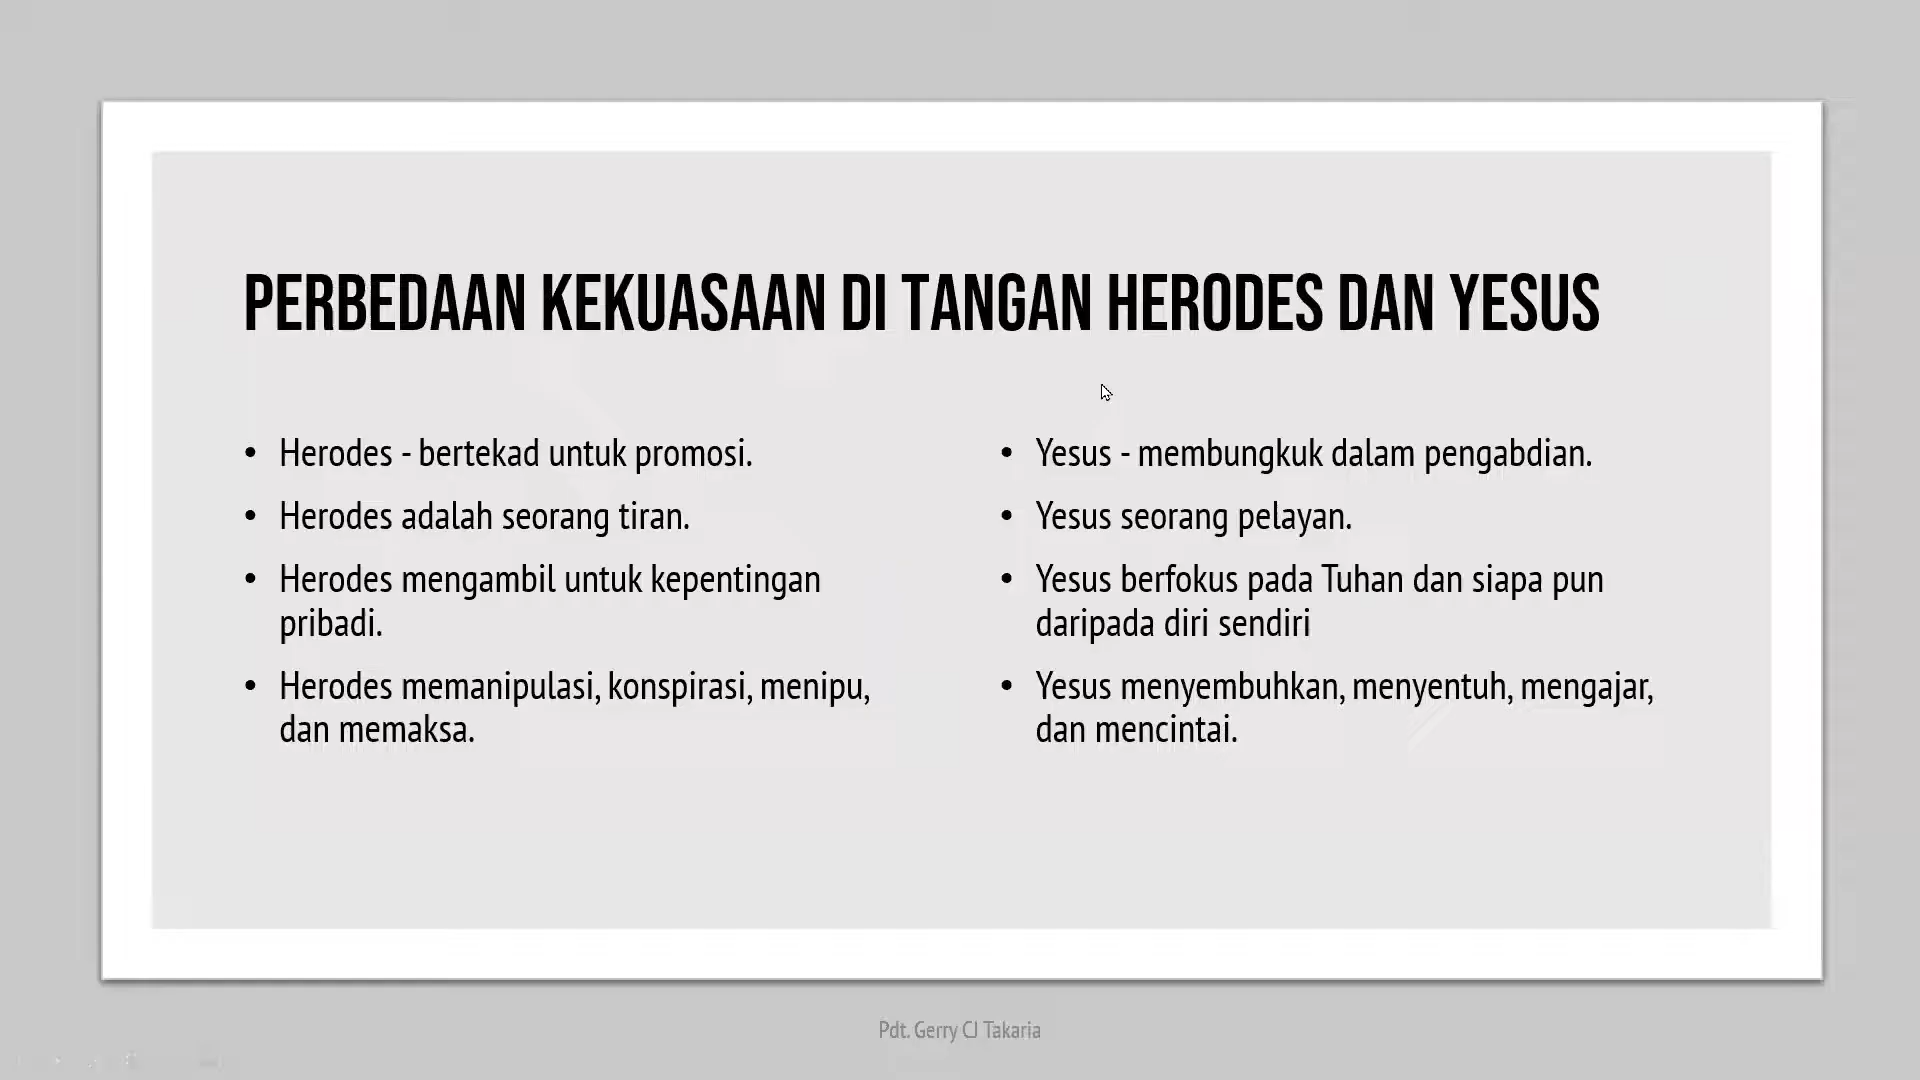 PERBEDAAN KEKUASAAN DI TANGAN HERODES DAN YESUS
• Herodes - bertekad untuk promosi.
• Herodes adalah seorang tiran.
• Herodes mengambil untuk kepentingan
pribadi.
• Herodes memanipulasi, konspirasi, menipu,
dan memaksa.
• Yesus - membungkuk dalam pengabdian.
• Yesus seorang pelayan.
• Yesus berfokus pada Tuhan dan siapa pun
daripada diri sendiri
• Yesus menyembuhkan, menyentuh, mengajar,
dan mencintai.
Pdt. Gerry CJ Takaria